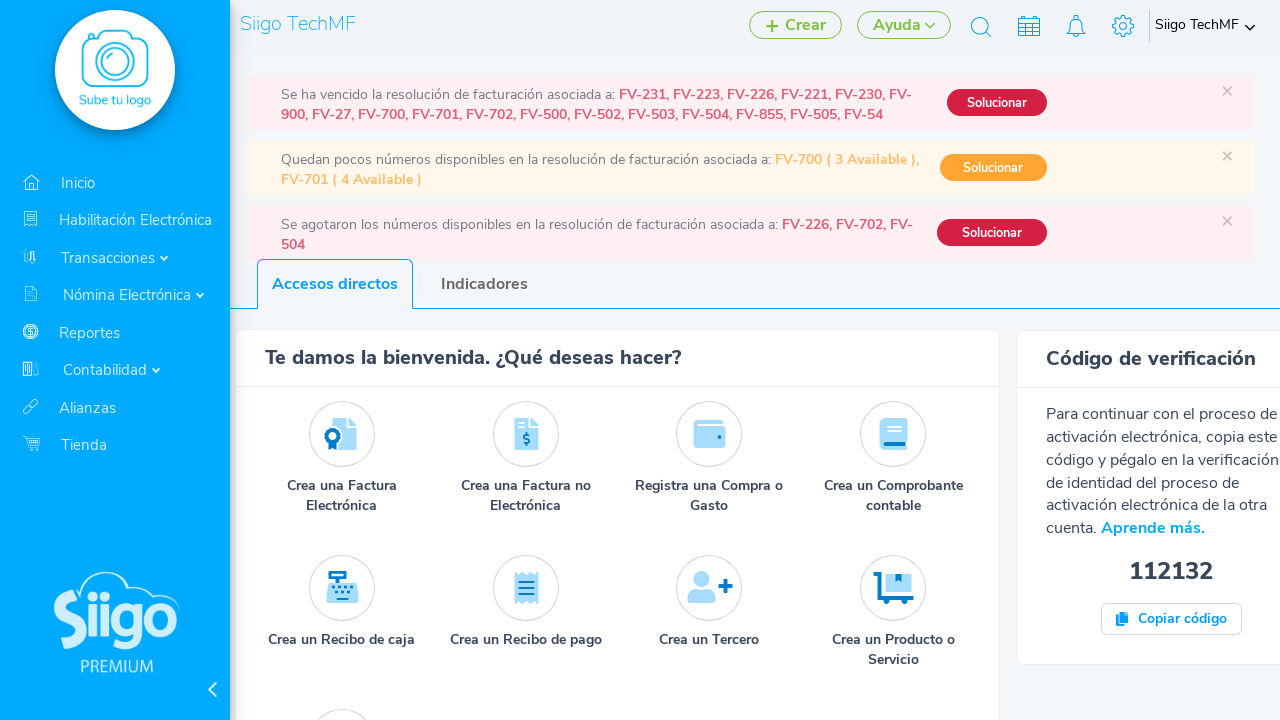 Sube tu logo
Inicio
Habilitación Electrónica
Transacciones
Nómina Electrónica
Reportes
Contabilidad
Alianzas
Tienda
Siigo
PREMIUM
Siigo TechMF
Crear
Ayuda
Siigo TechMF
Se ha vencido la resolución de facturación asociada a: FV-231, FV-223, FV-226, FV-221, FV-230, FV-
900, FV-27, FV-700, FV-701, FV-702, FV-500, FV-502, FV-503, FV-504, FV-855, FV-505, FV-54
Solucionar
Quedan pocos números disponibles en la resolución de facturación asociada a: FV-700 ( 3 Available ),
FV-701 ( 4 Available )
Solucionar
Se agotaron los números disponibles en la resolución de facturación asociada a: FV-226, FV-702, FV-
504
Solucionar
Accesos directos
Indicadores
Te damos la bienvenida. ¿Qué deseas hacer?
Crea una Factura
Electrónica
Crea una Factura no
Electrónica
Registra una Compra o
Gasto
Crea un Comprobante
contable
Crea un Recibo de caja
Crea un Recibo de pago
Crea un Tercero
Crea un Producto o
Servicio
Código de verificación
Para continuar con el proceso de
activación electrónica, copia este
código y pégalo en la verificación
de identidad del proceso de
activación electrónica de la otra
cuenta. Aprende más.
112132
Copiar código